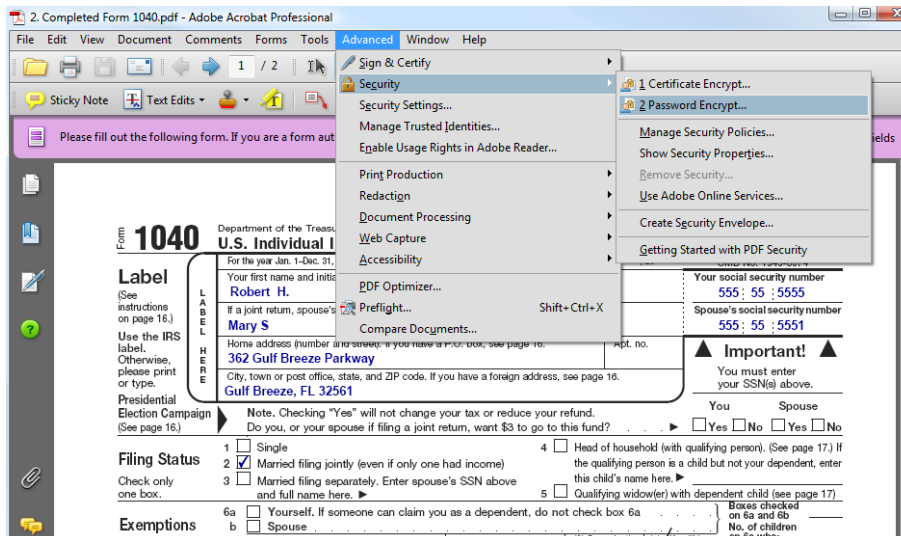 2. Completed Form 1040.pdf - Adobe Acrobat Professional
File Edit View Document Comments Forms Tools Advanced Window Help
1 / 2
Sticky Note Text Edits
Please fill out the following form. If you are a form aut
ields
Sign & Certify
Security
Security Settings...
Manage Trusted Identities...
Enable Usage Rights in Adobe Reader...
Print Production
Redaction
Document Processing
Web Capture
Accessibility
PDF Optimizer...
Preflight... Shift+Ctrl+X
Compare Documents...
1 Certificate Encrypt...
2 Password Encrypt...
Manage Security Policies...
Show Security Properties...
Remove Security...
Use Adobe Online Services...
Create Security Envelope...
Getting Started with PDF Security
Form 1040
Department of the Treasu
U.S. Individual I
For the year Jan. 1–Dec. 31,
Label
(See
instructions
on page 16.)
Use the IRS
label.
Otherwise,
please print
or type.
LABEL HERE
Your first name and initia
Robert H.
Your social security number
555 55 5555
If a joint return, spouse's
Mary S
Spouse's social security number
555 55 5551
Home address (number and street). If you have a P.O. box, see page 16. Apt. no.
362 Gulf Breeze Parkway
City, town or post office, state, and ZIP code. If you have a foreign address, see page 16.
Gulf Breeze, FL 32561
Important!
You must enter
your SSN(s) above.
Presidential
Election Campaign
(See page 16.)
Note. Checking "Yes" will not change your tax or reduce your refund.
Do you, or your spouse if filing a joint return, want $3 to go to this fund? . . .
You Spouse
Yes No Yes No
Filing Status
Check only
one box.
1 Single
2 Married filing jointly (even if only one had income)
3 Married filing separately. Enter spouse's SSN above
and full name here.
4 Head of household (with qualifying person). (See page 17.) If
the qualifying person is a child but not your dependent, enter
this child's name here.
5 Qualifying widow(er) with dependent child (see page 17)
Exemptions
6a Yourself. If someone can claim you as a dependent, do not check box 6a
b Spouse
Boxes checked
on 6a and 6b
No. of children